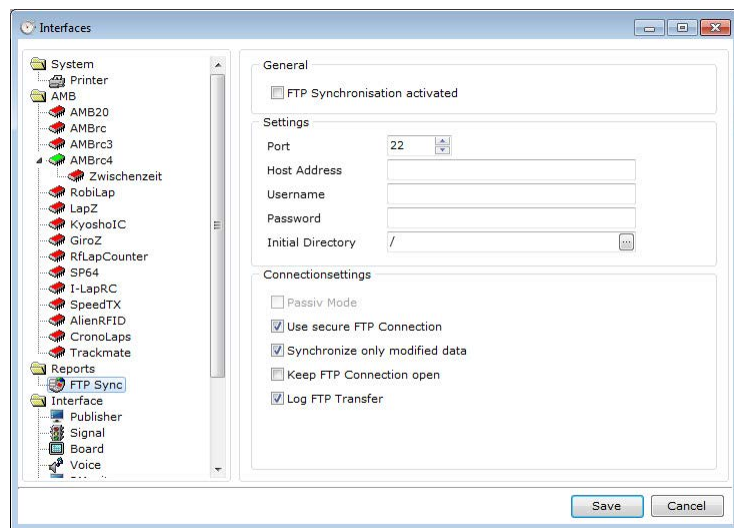 Interfaces
System
Printer
AMB
AMB20
AMBrc
AMBrc3
AMBrc4
Zwischenzeit
RobiLap
LapZ
KyoshoIC
GiroZ
RfLapCounter
SP64
I-LapRC
SpeedTX
AlienRFID
CronoLaps
Trackmate
Reports
FTP Sync
Interface
Publisher
Signal
Board
Voice
General
FTP Synchronisation activated
Settings
Port 22
Host Address
Username
Password
Initial Directory / ...
Connectionsettings
Passiv Mode
Use secure FTP Connection
Synchronize only modified data
Keep FTP Connection open
Log FTP Transfer
Save Cancel